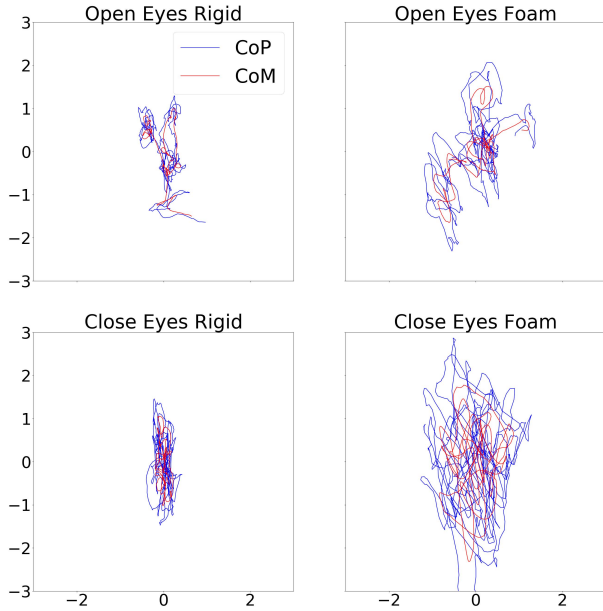 Open Eyes Rigid
Open Eyes Foam
3
2
1
0
−1
−2
−3
CoP
CoM
Close Eyes Rigid
Close Eyes Foam
3
2
1
0
−1
−2
−3
−2 0 2
−2 0 2